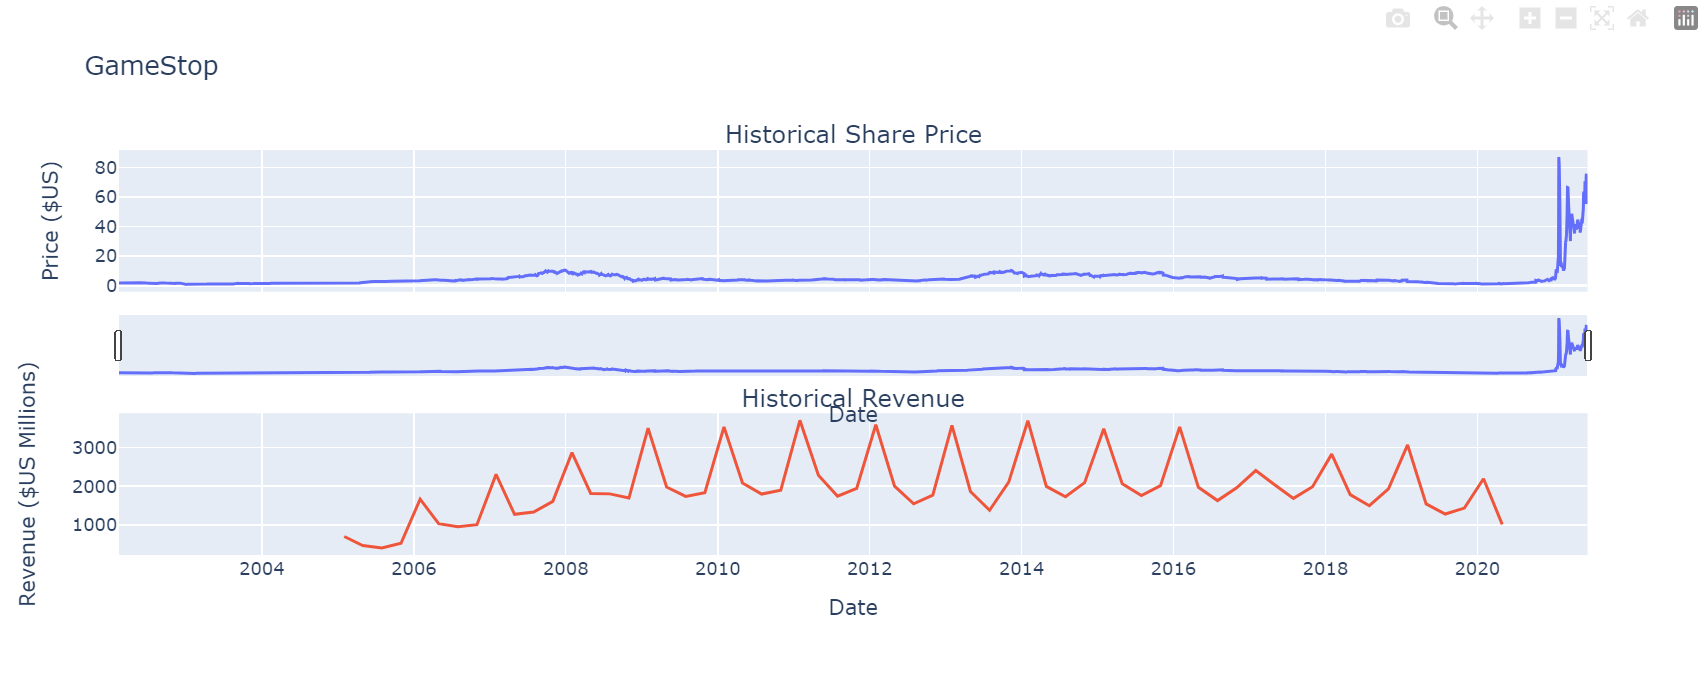 GameStop
Historical Share Price
Price ($US)
80
60
40
20
0
Historical Revenue
Date
Revenue ($US Millions)
3000
2000
1000
2004 2006 2008 2010 2012 2014 2016 2018 2020
Date